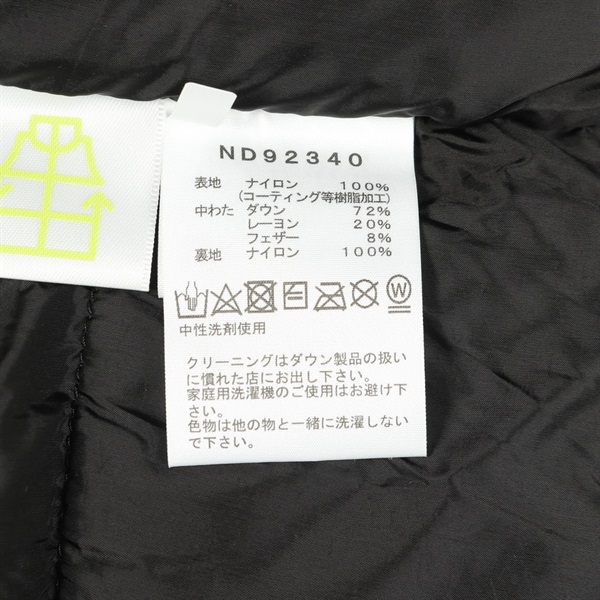 ND92340
表地 ナイロン 100%
(コーティング等樹脂加工)
中わた ダウン 72%
レーヨン 20%
フェザー 8%
裏地 ナイロン 100%
W
中性洗剤使用
クリーニングはダウン製品の扱い
に慣れた店にお出し下さい。
家庭用洗濯機のご使用はお避け下
さい。
色物は他の物と一緒に洗濯しない
で下さい。